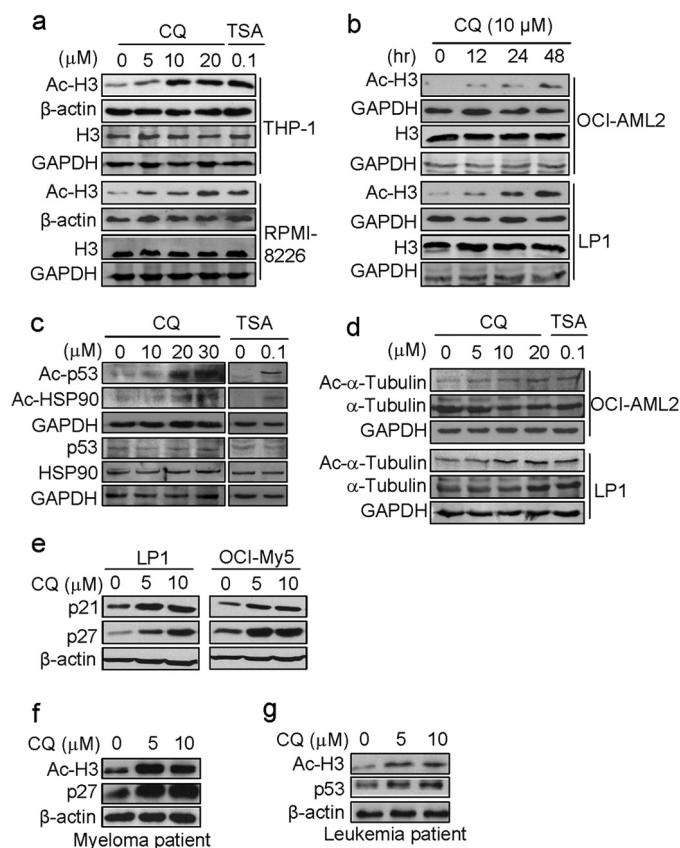 a
CQ TSA
(μM) 0 5 10 20 0.1
Ac-H3
β-actin
H3
GAPDH
THP-1
Ac-H3
β-actin
H3
GAPDH
RPMI-
8226
b
CQ (10 μM)
(hr) 0 12 24 48
Ac-H3
GAPDH
H3
GAPDH
OCI-AML2
Ac-H3
GAPDH
H3
GAPDH
LP1
c
CQ TSA
(μM) 0 10 20 30 0 0.1
Ac-p53
Ac-HSP90
GAPDH
p53
HSP90
GAPDH
d
CQ TSA
(μM) 0 5 10 20 0.1
Ac-α-Tubulin
α-Tubulin
GAPDH
OCI-AML2
Ac-α-Tubulin
α-Tubulin
GAPDH
LP1
e
LP1 OCI-My5
CQ (μM) 0 5 10 0 5 10
p21
p27
β-actin
f
CQ (μM) 0 5 10
Ac-H3
p27
β-actin
Myeloma patient
g
CQ (μM) 0 5 10
Ac-H3
p53
β-actin
Leukemia patient